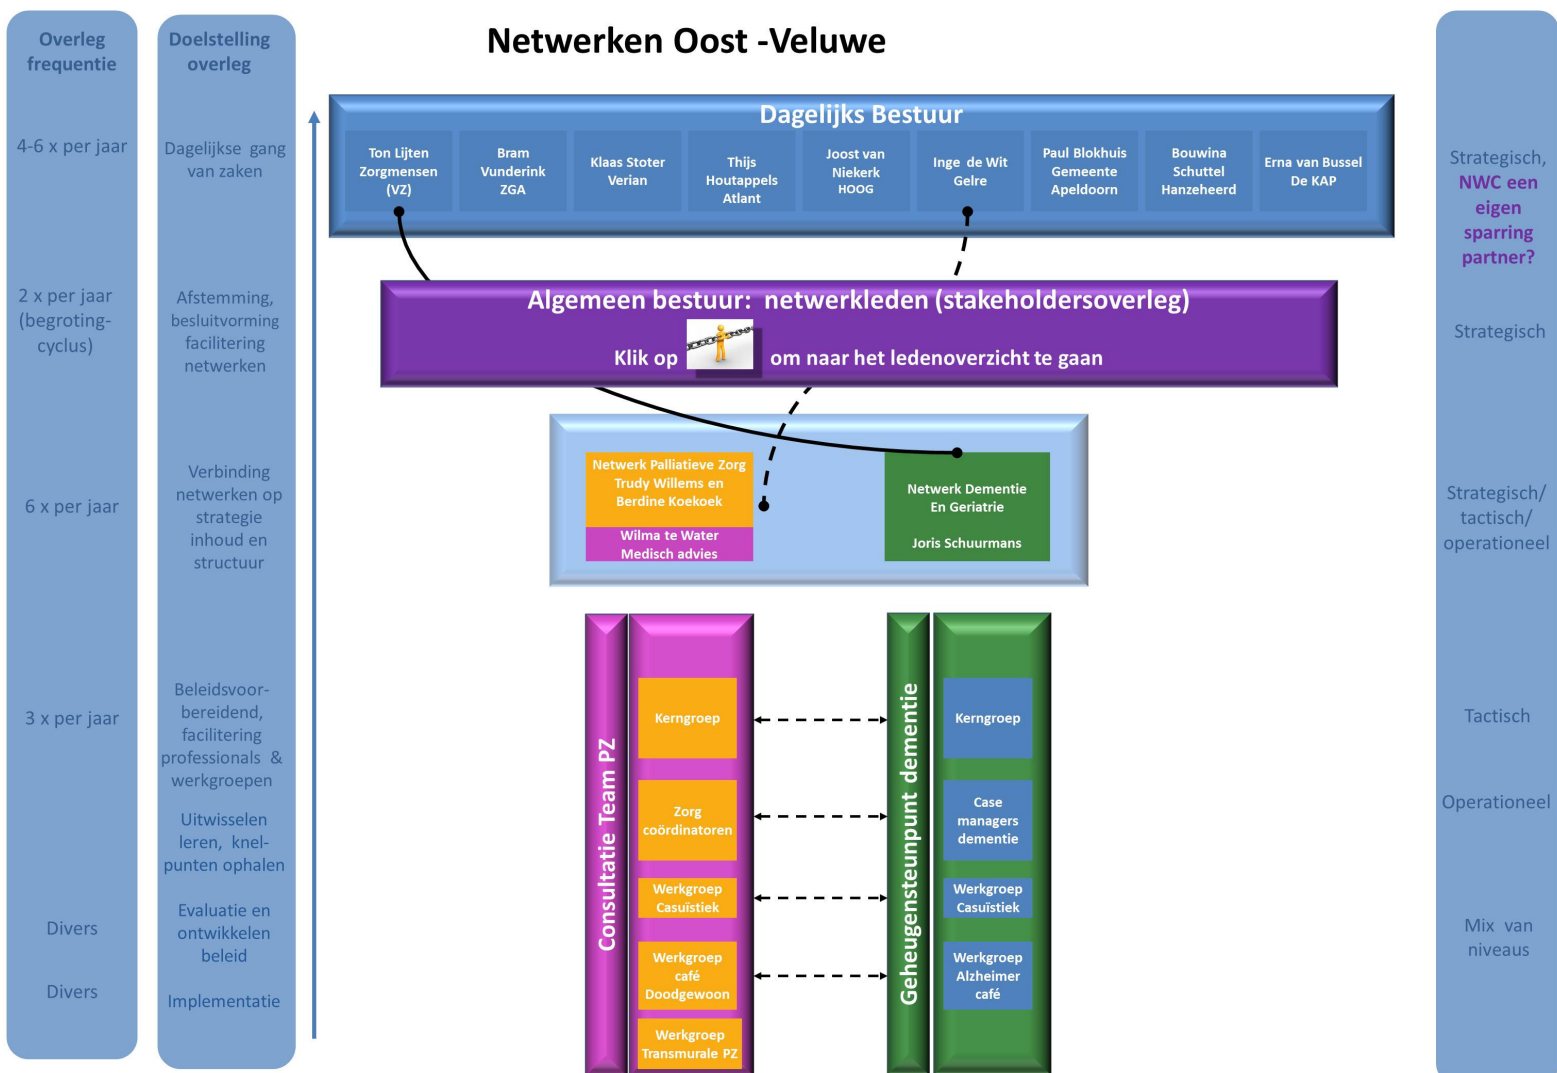 Netwerken Oost -Veluwe
Overleg
frequentie
4-6 x per jaar
2 x per jaar
(begroting-
cyclus)
6 x per jaar
3 x per jaar
Divers
Divers
Doelstelling
overleg
Dagelijkse gang
van zaken
Afstemming,
besluitvorming
facilitering
netwerken
Verbinding
netwerken op
strategie
inhoud en
structuur
Beleidsvoor-
bereidend,
facilitering
professionals &
werkgroepen
Uitwisselen
leren, knel-
punten ophalen
Evaluatie en
ontwikkelen
beleid
Implementatie
Dagelijks Bestuur
Ton Lijten
Zorgmensen
(VZ)
Bram
Vunderink
ZGA
Klaas Stoter
Verian
Thijs
Houtappels
Atlant
Joost van
Niekerk
HOOG
Inge de Wit
Gelre
Paul Blokhuis
Gemeente
Apeldoorn
Bouwina
Schuttel
Hanzeheerd
Erna van Bussel
De KAP
Algemeen bestuur: netwerkleden (stakeholdersoverleg)
Klik op om naar het ledenoverzicht te gaan
Netwerk Palliatieve Zorg
Trudy Willems en
Berdine Koekoek
Wilma te Water
Medisch advies
Netwerk Dementie
En Geriatrie
Joris Schuurmans
Consultatie Team PZ
Kerngroep
Zorg
coördinatoren
Werkgroep
Casuïstiek
Werkgroep
café
Doodgewoon
Werkgroep
Transmurale PZ
Geheugensteunpunt dementie
Kerngroep
Case
managers
dementie
Werkgroep
Casuïstiek
Werkgroep
Alzheimer
café
Strategisch,
NWC een
eigen
sparring
partner?
Strategisch
Strategisch/
tactisch/
operationeel
Tactisch
Operationeel
Mix van
niveaus